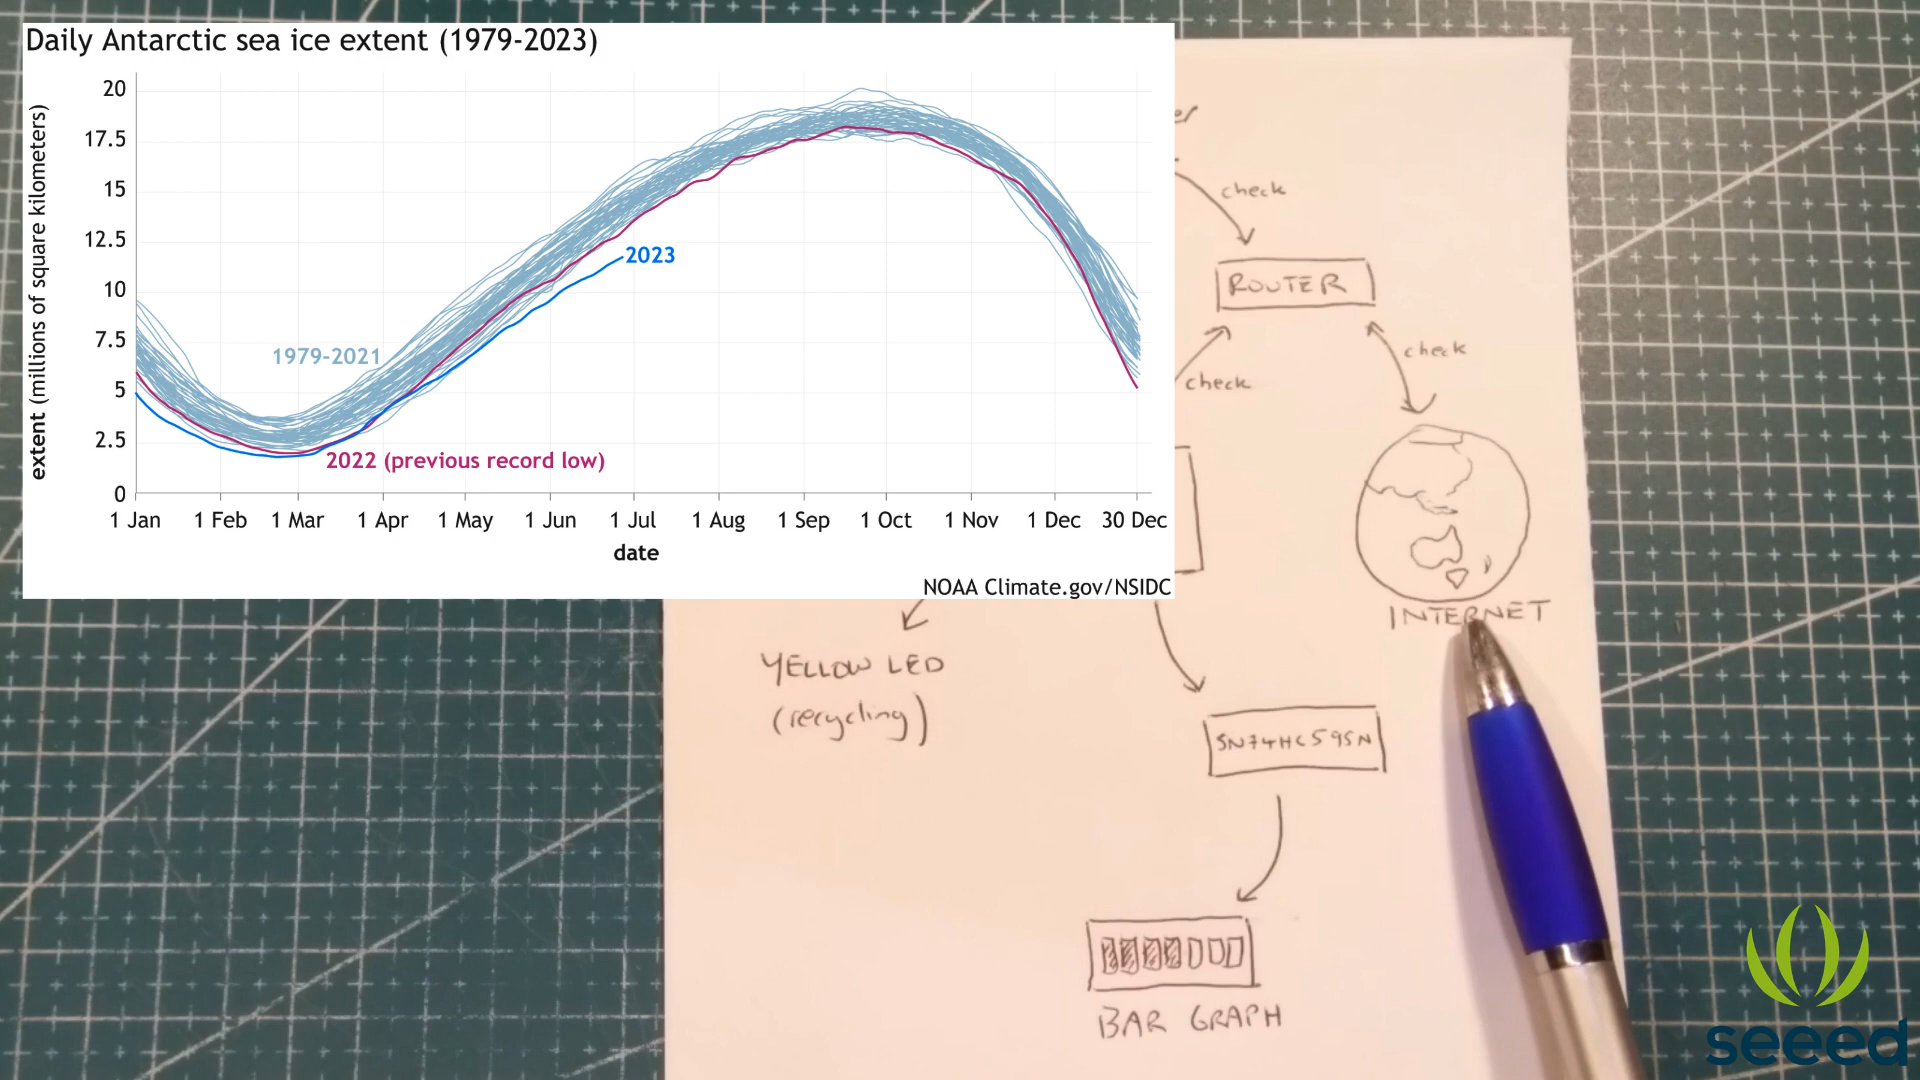 Daily Antarctic sea ice extent (1979-2023)
extent (millions of square kilometers)
20
17.5
15
12.5
10
7.5
5
2.5
0
2023
1979-2021
2022 (previous record low)
1 Jan 1 Feb 1 Mar 1 Apr 1 May 1 Jun 1 Jul 1 Aug 1 Sep 1 Oct 1 Nov 1 Dec 30 Dec
date
NOAA Climate.gov/NSIDC
check
ROUTER
check
check
INTERNET
YELLOW LED
(recycling)
SN74HC595N
BAR GRAPH
seeed